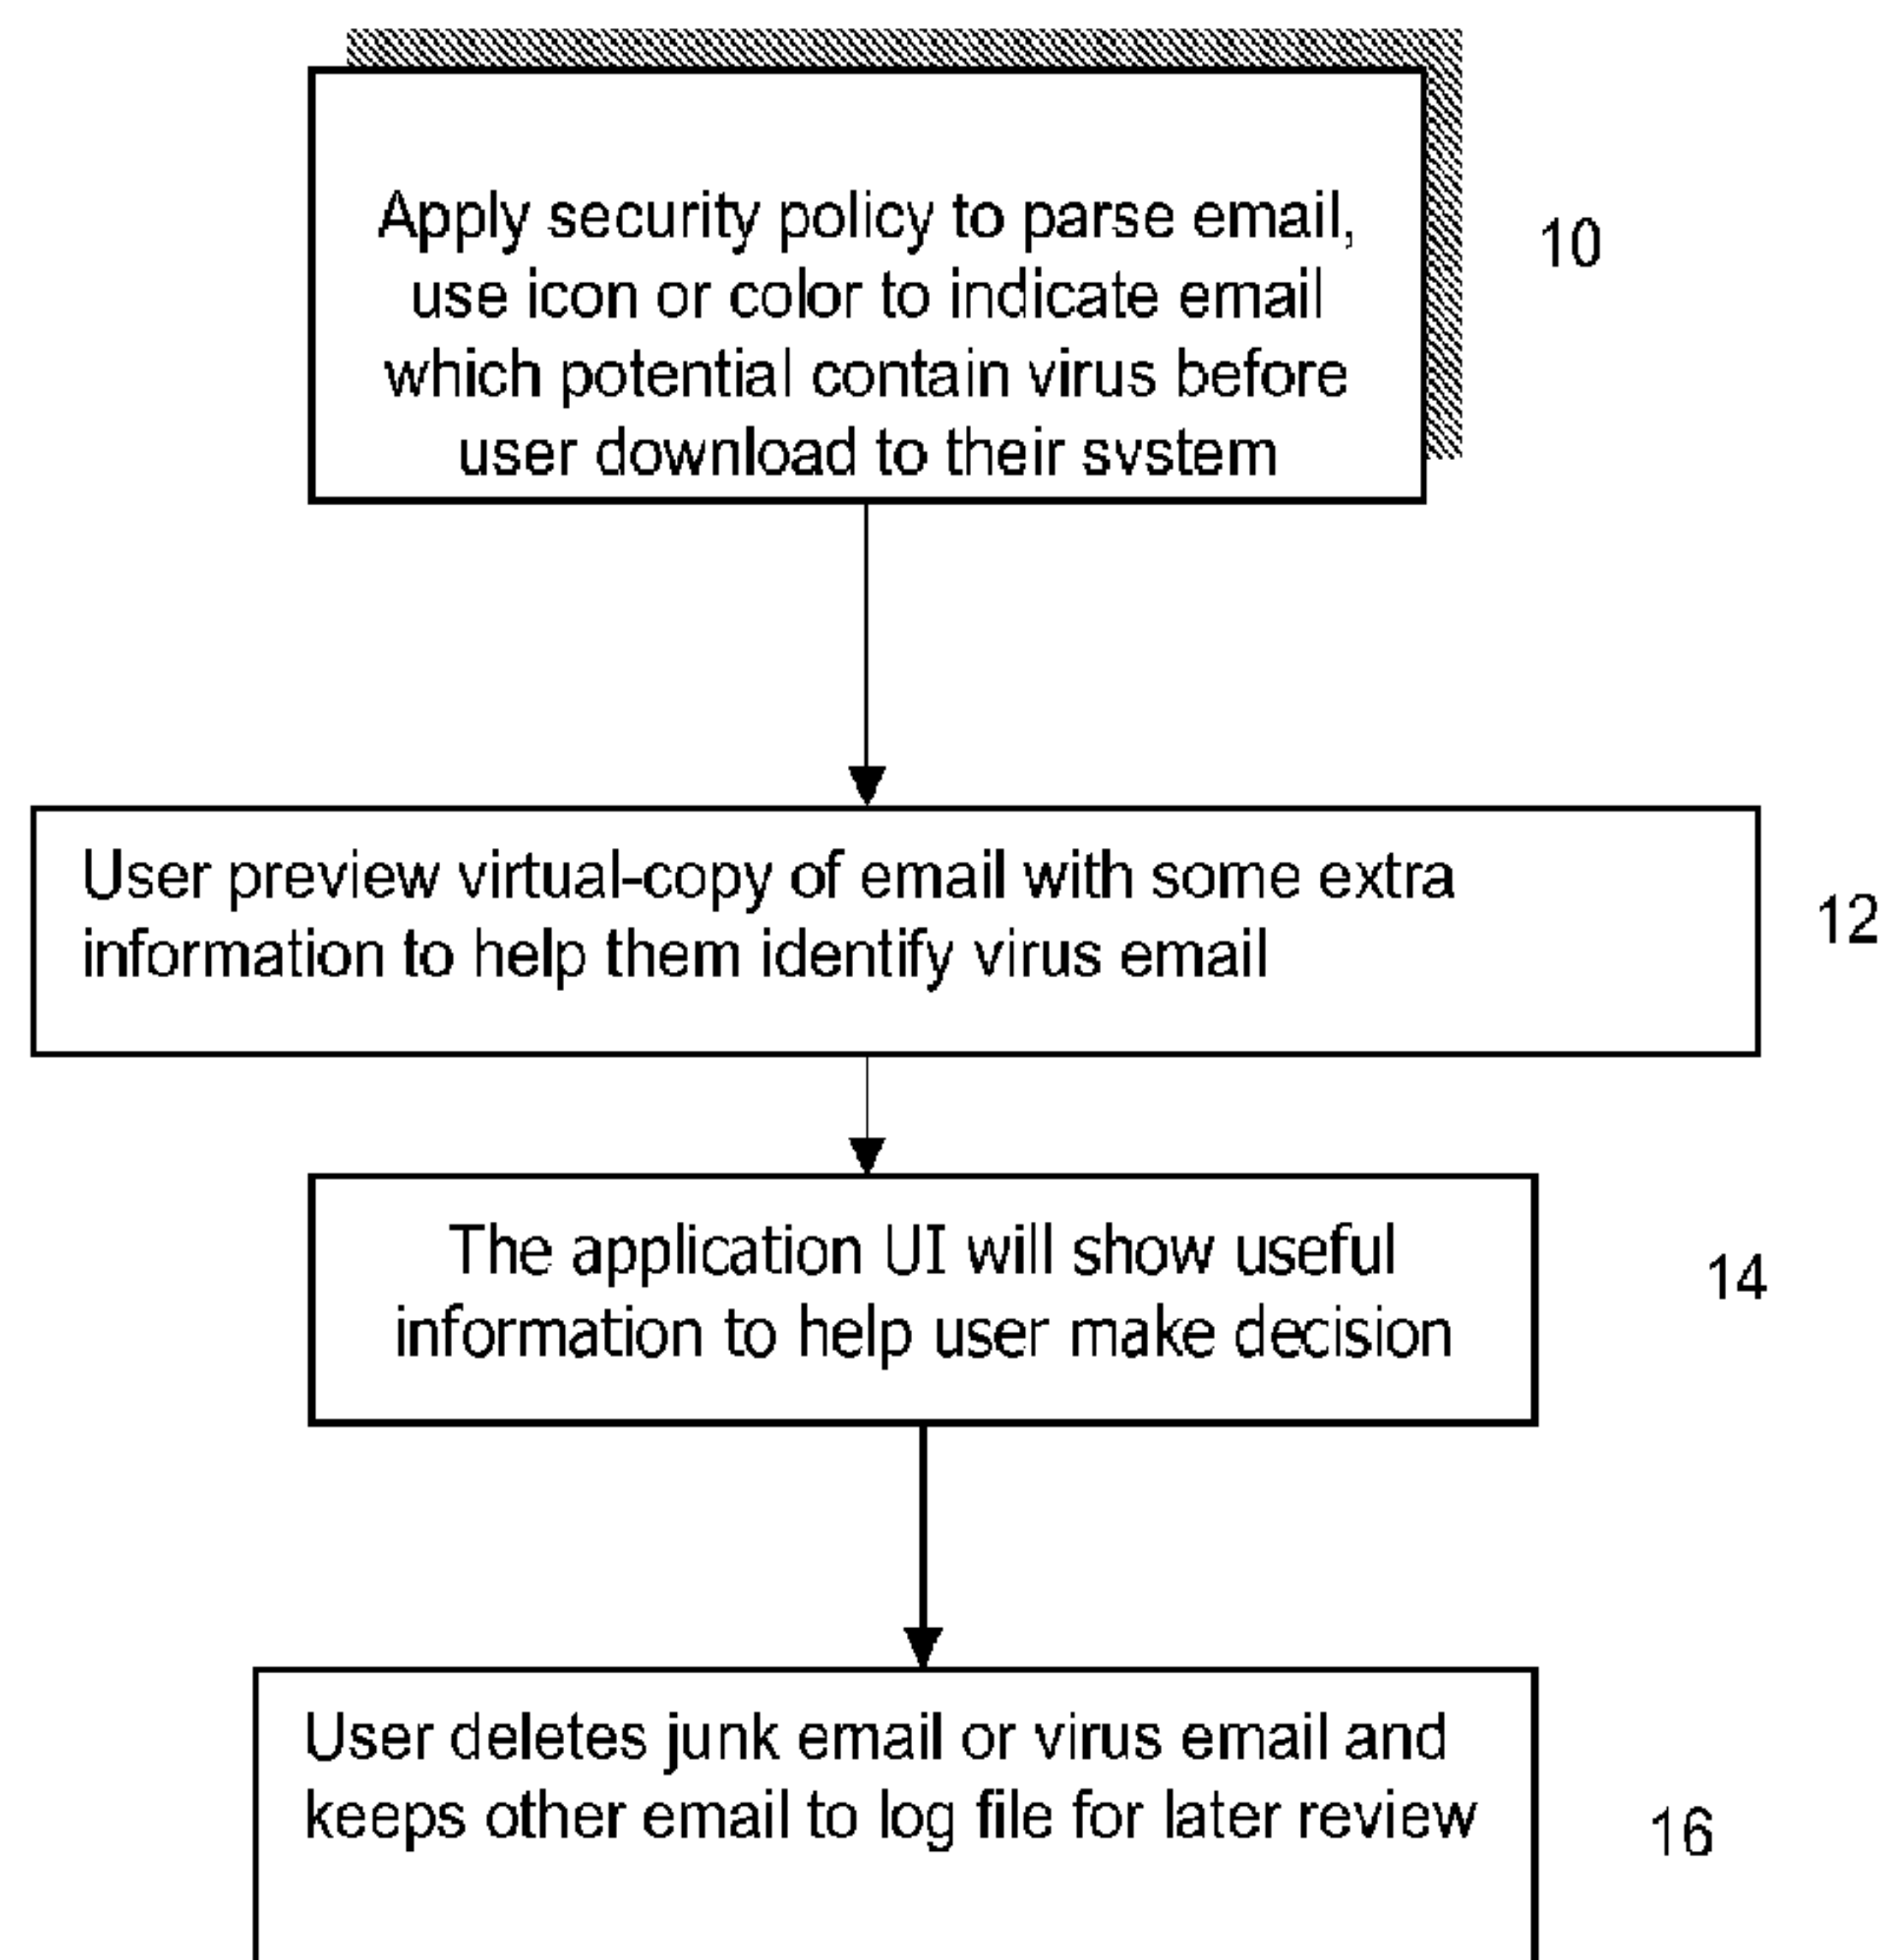 Apply security policy to parse email,
use icon or color to indicate email
which potential contain virus before
user download to their system
10
User preview virtual-copy of email with some extra
information to help them identify virus email
12
The application UI will show useful
information to help user make decision
14
User deletes junk email or virus email and
keeps other email to log file for later review
16